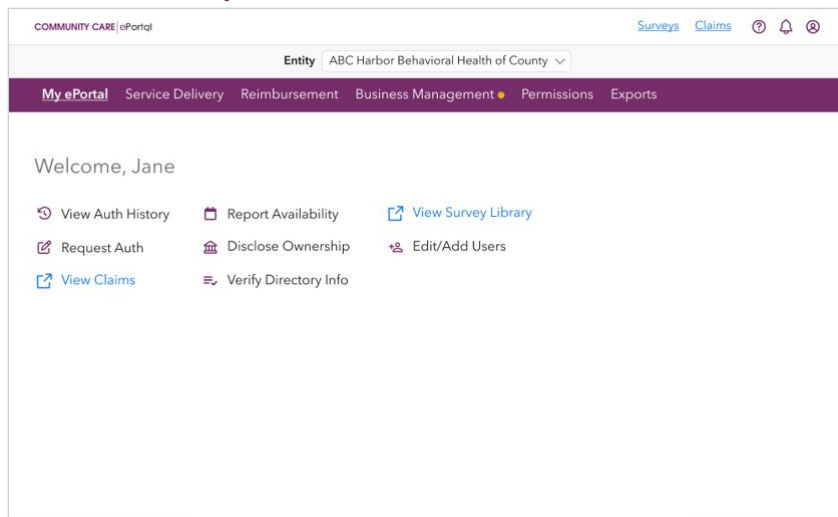 COMMUNITY CARE ePortal
Surveys Claims
Entity ABC Harbor Behavioral Health of County
My ePortal Service Delivery Reimbursement Business Management Permissions Exports
Welcome, Jane
View Auth History Report Availability View Survey Library
Request Auth Disclose Ownership Edit/Add Users
View Claims Verify Directory Info